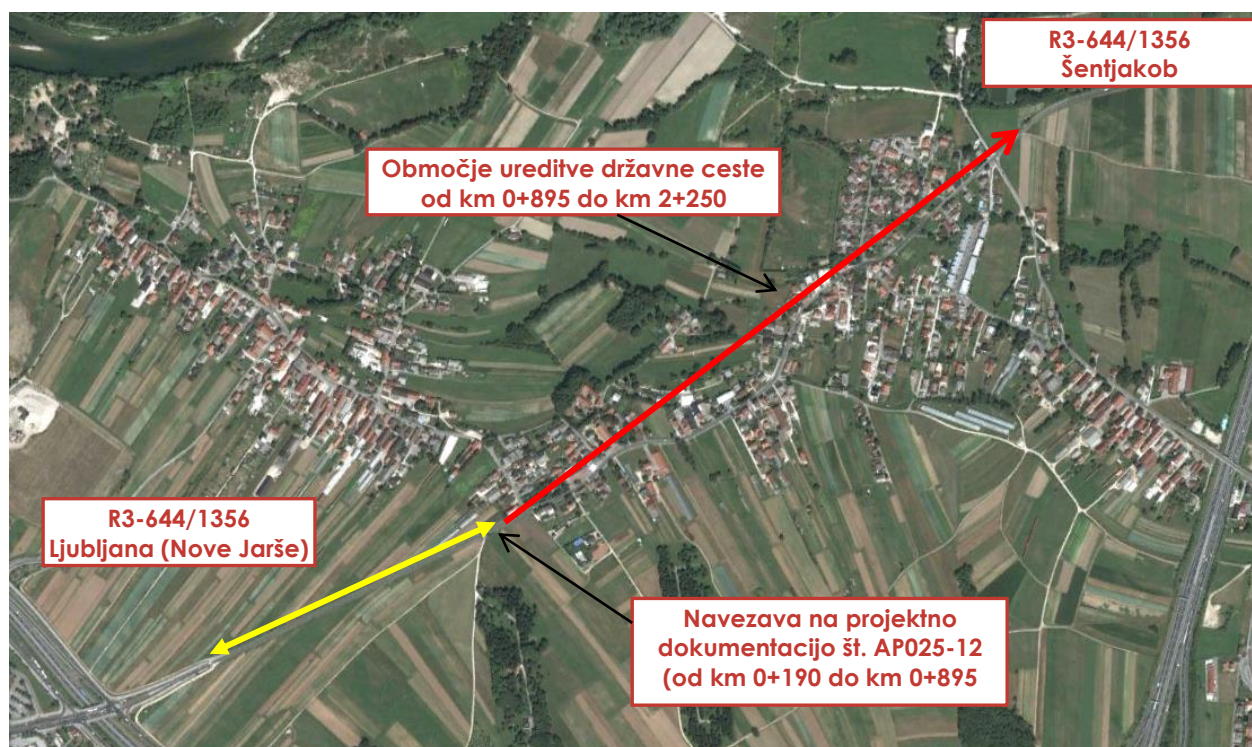 R3-644/1356
Šentjakob
Območje ureditve državne ceste
od km 0+895 do km 2+250
R3-644/1356
Ljubljana (Nove Jarše)
Navezava na projektno
dokumentacijo št. AP025-12
(od km 0+190 do km 0+895